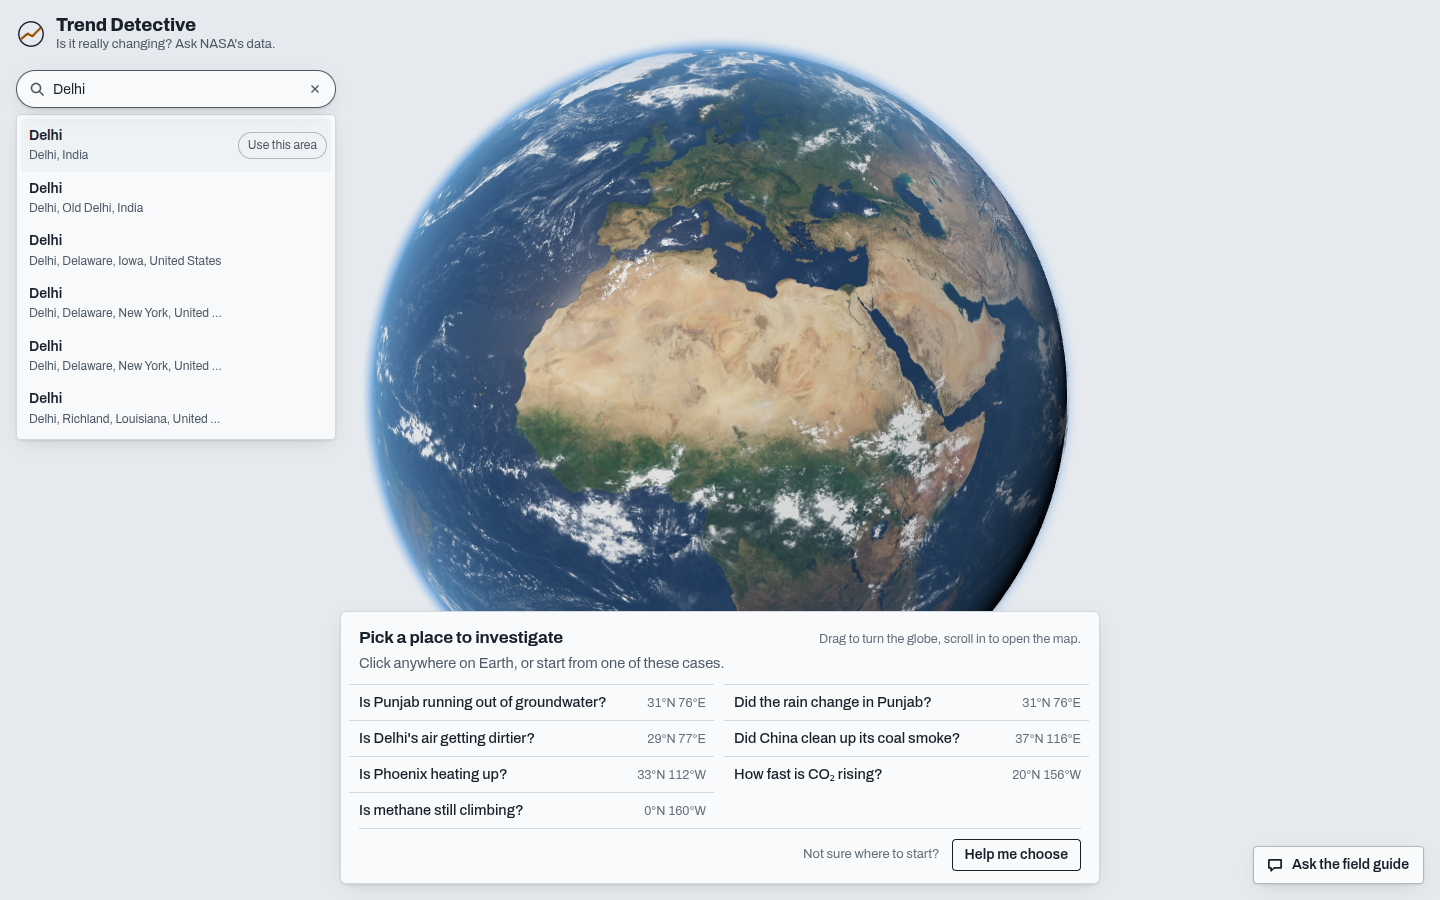 Trend Detective
Is it really changing? Ask NASA's data.
Delhi
Delhi
Delhi, India
Use this area
Delhi
Delhi, Old Delhi, India
Delhi
Delhi, Delaware, Iowa, United States
Delhi
Delhi, Delaware, New York, United ...
Delhi
Delhi, Delaware, New York, United ...
Delhi
Delhi, Richland, Louisiana, United ...
Pick a place to investigate
Drag to turn the globe, scroll in to open the map.
Click anywhere on Earth, or start from one of these cases.
Is Punjab running out of groundwater? 31°N 76°E
Did the rain change in Punjab? 31°N 76°E
Is Delhi's air getting dirtier? 29°N 77°E
Did China clean up its coal smoke? 37°N 116°E
Is Phoenix heating up? 33°N 112°W
How fast is CO₂ rising? 20°N 156°W
Is methane still climbing? 0°N 160°W
Not sure where to start? Help me choose
Ask the field guide